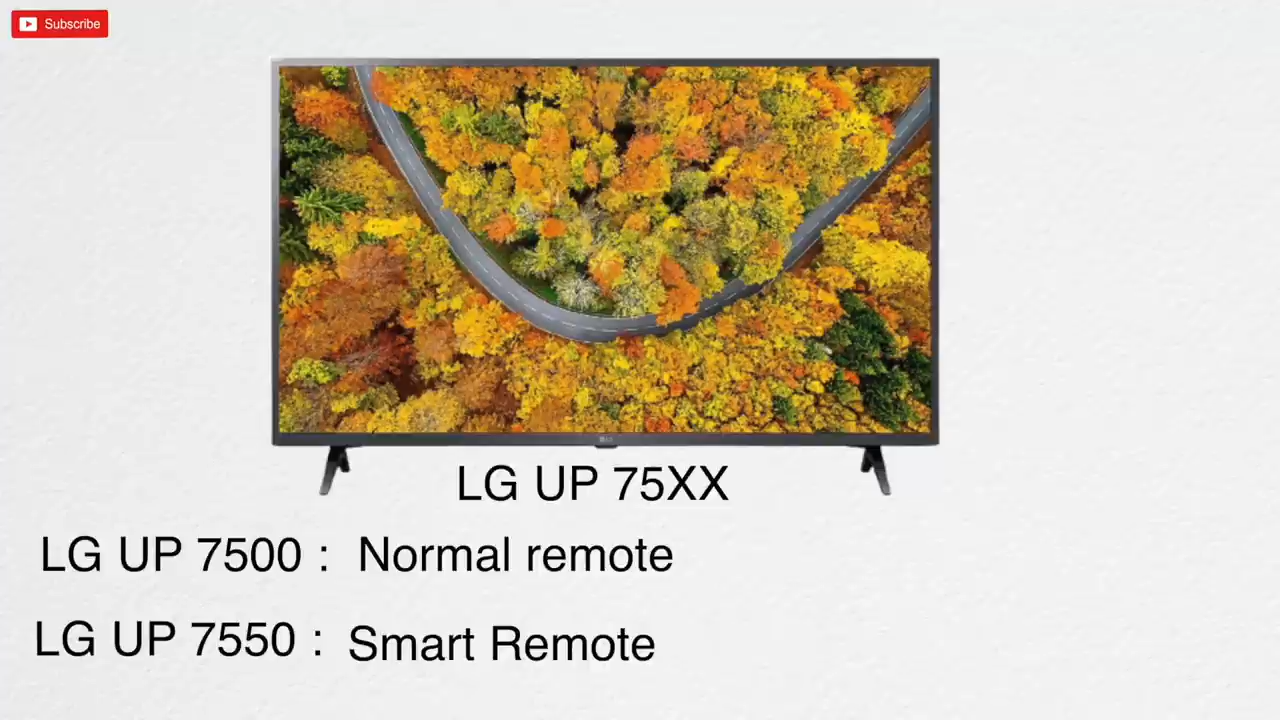 Subscribe
LG UP 75XX
LG UP 7500 : Normal remote
LG UP 7550 : Smart Remote